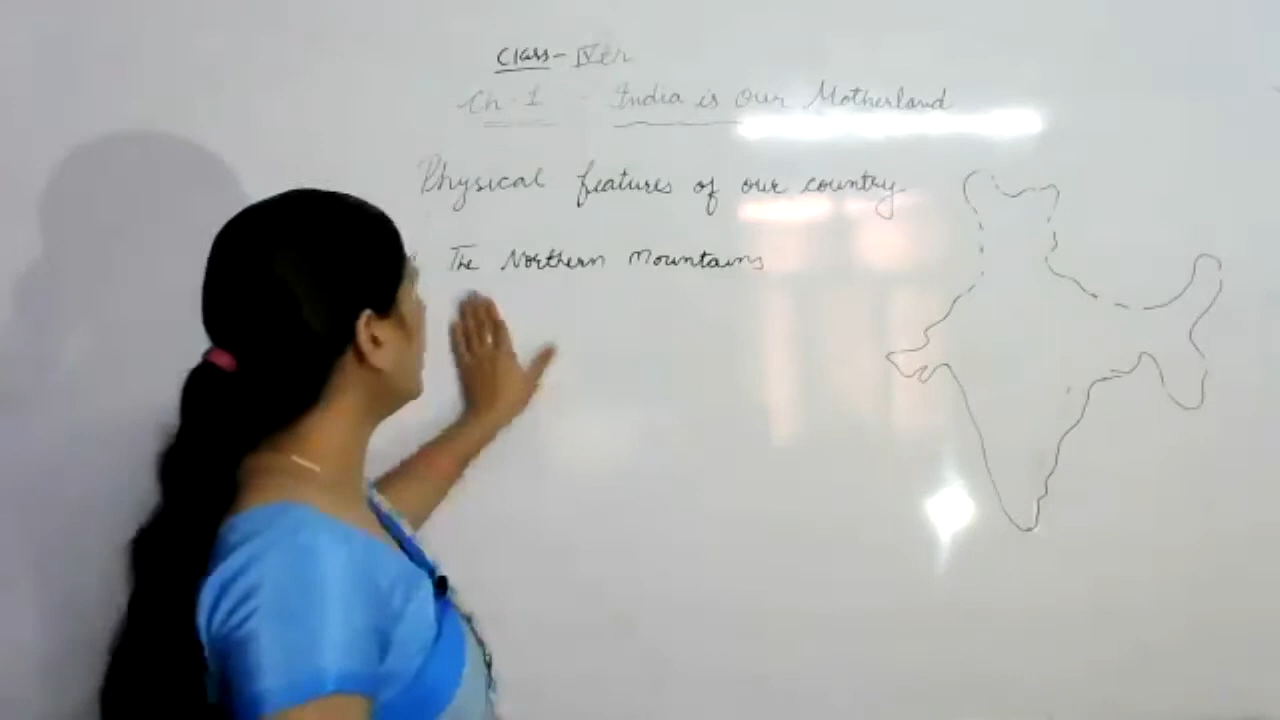 Class - IVth
Ch. 1 - India is Our Motherland
Physical features of our country
The Northern Mountains